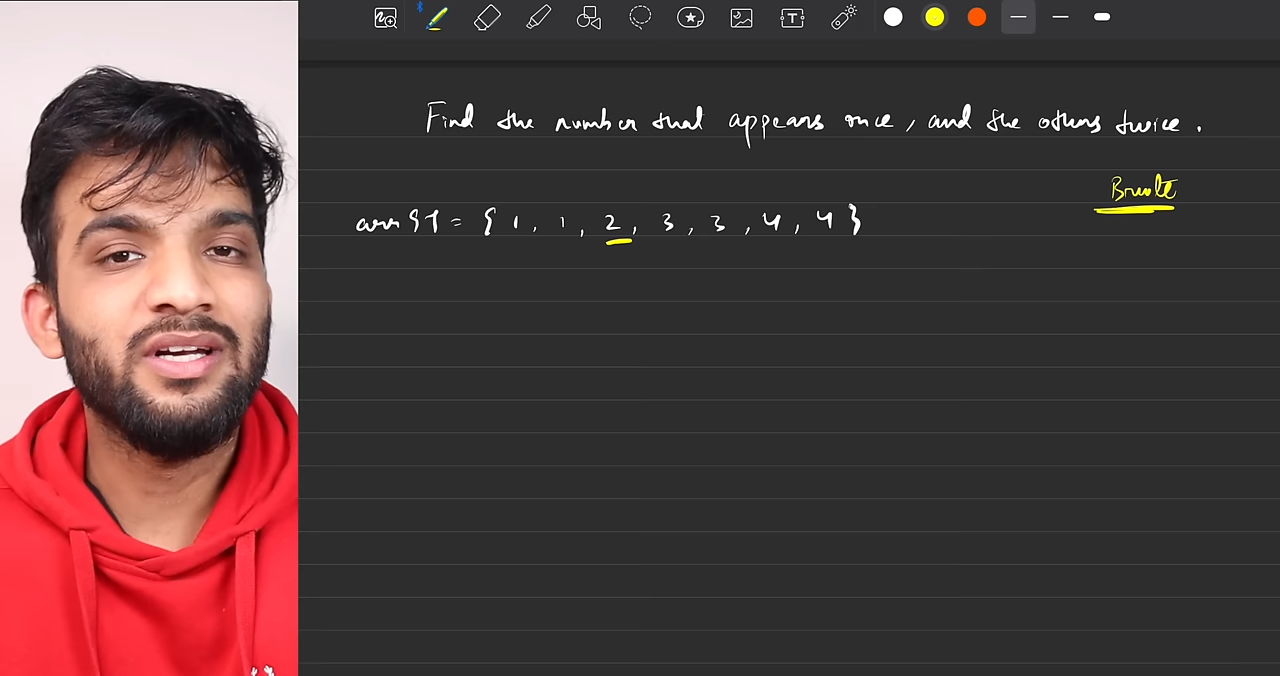 Find the number that appears once, and the others twice.
Brute
arr[] = { 1, 1, 2, 3, 3, 4, 4 }